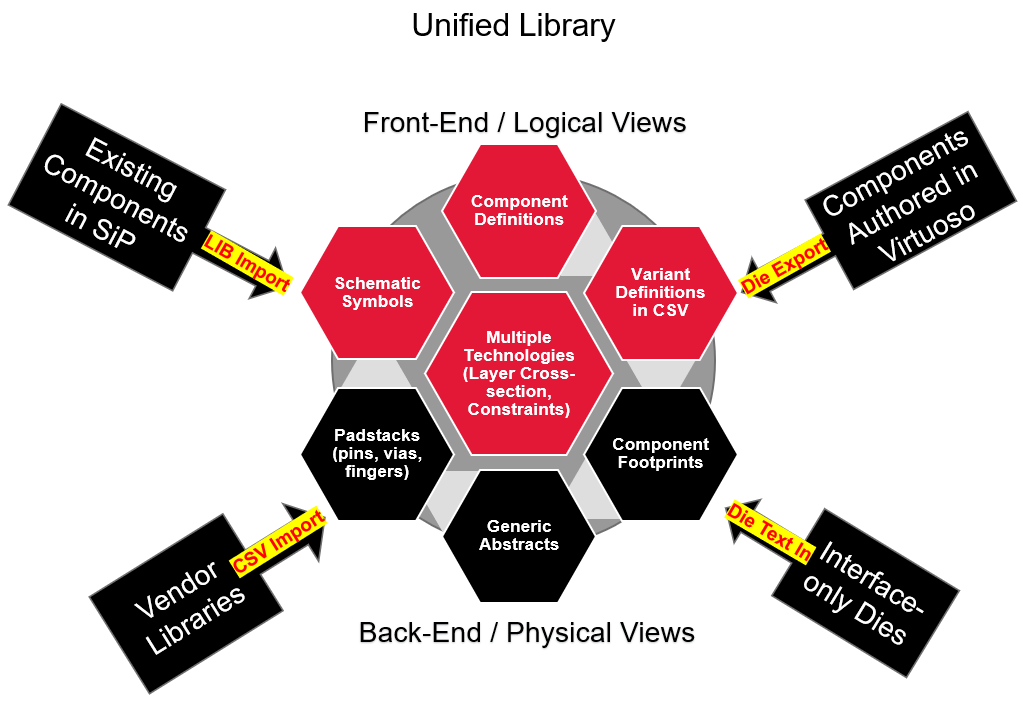 Unified Library
Front-End / Logical Views
Existing
Components
in SiP
LIB Import
Components
Authored in
Virtuoso
Die Export
Component
Definitions
Schematic
Symbols
Variant
Definitions
in CSV
Multiple
Technologies
(Layer Cross-
section,
Constraints)
Padstacks
(pins, vias,
fingers)
Component
Footprints
Generic
Abstracts
Vendor
Libraries
CSV Import
Die Text In
Interface-
only Dies
Back-End / Physical Views